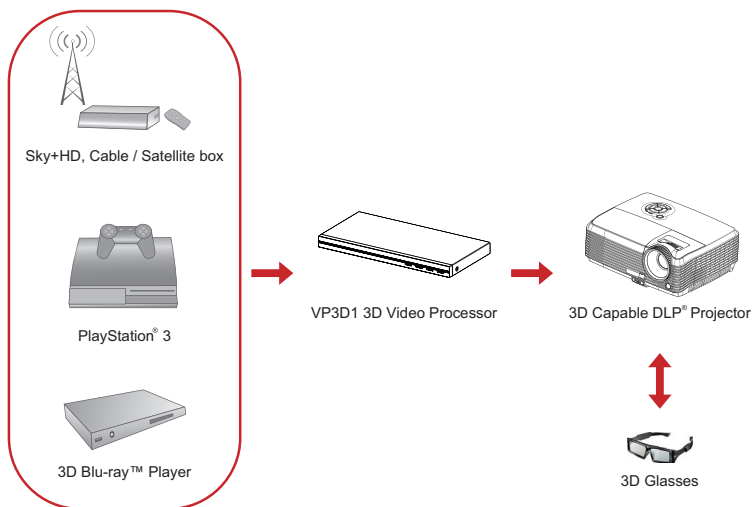 Sky+HD, Cable / Satellite box
PlayStation® 3
3D Blu-ray™ Player
VP3D1 3D Video Processor
3D Capable DLP® Projector
3D Glasses